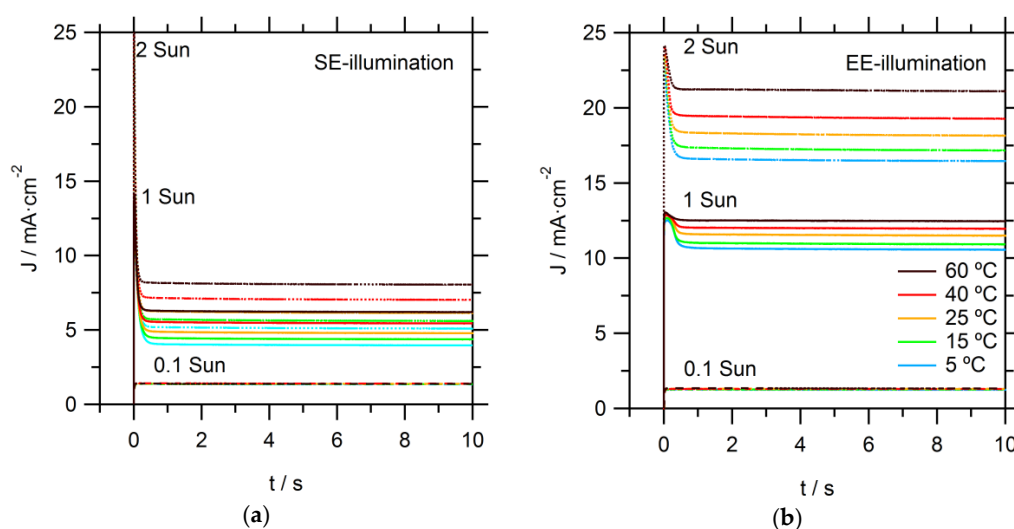 25
20
15
10
5
0
J / mA·cm⁻²
2 Sun
SE-illumination
1 Sun
0.1 Sun
0 2 4 6 8 10
t / s
(a)
25
20
15
10
5
0
J / mA·cm⁻²
2 Sun
EE-illumination
1 Sun
60 ºC
40 ºC
25 ºC
15 ºC
5 ºC
0.1 Sun
0 2 4 6 8 10
t / s
(b)